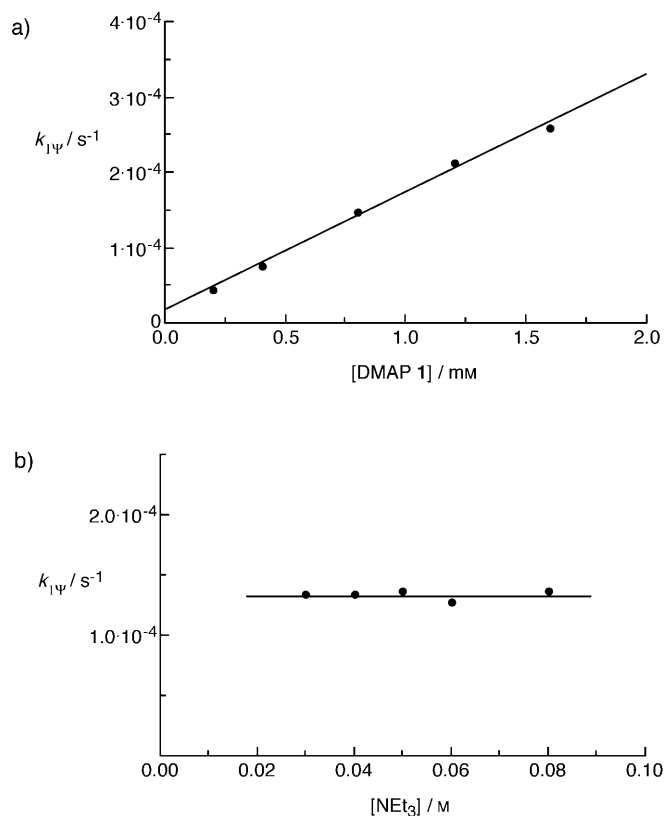 a)
4·10⁻⁴
3·10⁻⁴
k₁Ψ / s⁻¹
2·10⁻⁴
1·10⁻⁴
0
0.0 0.5 1.0 1.5 2.0
[DMAP 1] / mM
b)
2.0·10⁻⁴
k₁Ψ / s⁻¹
1.0·10⁻⁴
0.00 0.02 0.04 0.06 0.08 0.10
[NEt₃] / M